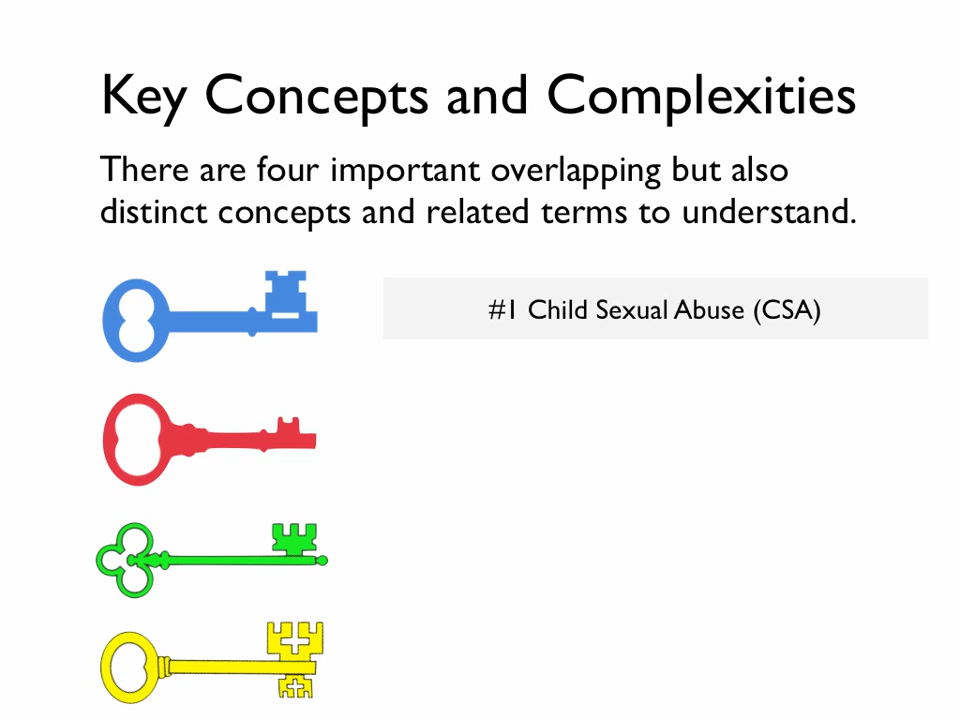 Key Concepts and Complexities
There are four important overlapping but also
distinct concepts and related terms to understand.
#1 Child Sexual Abuse (CSA)